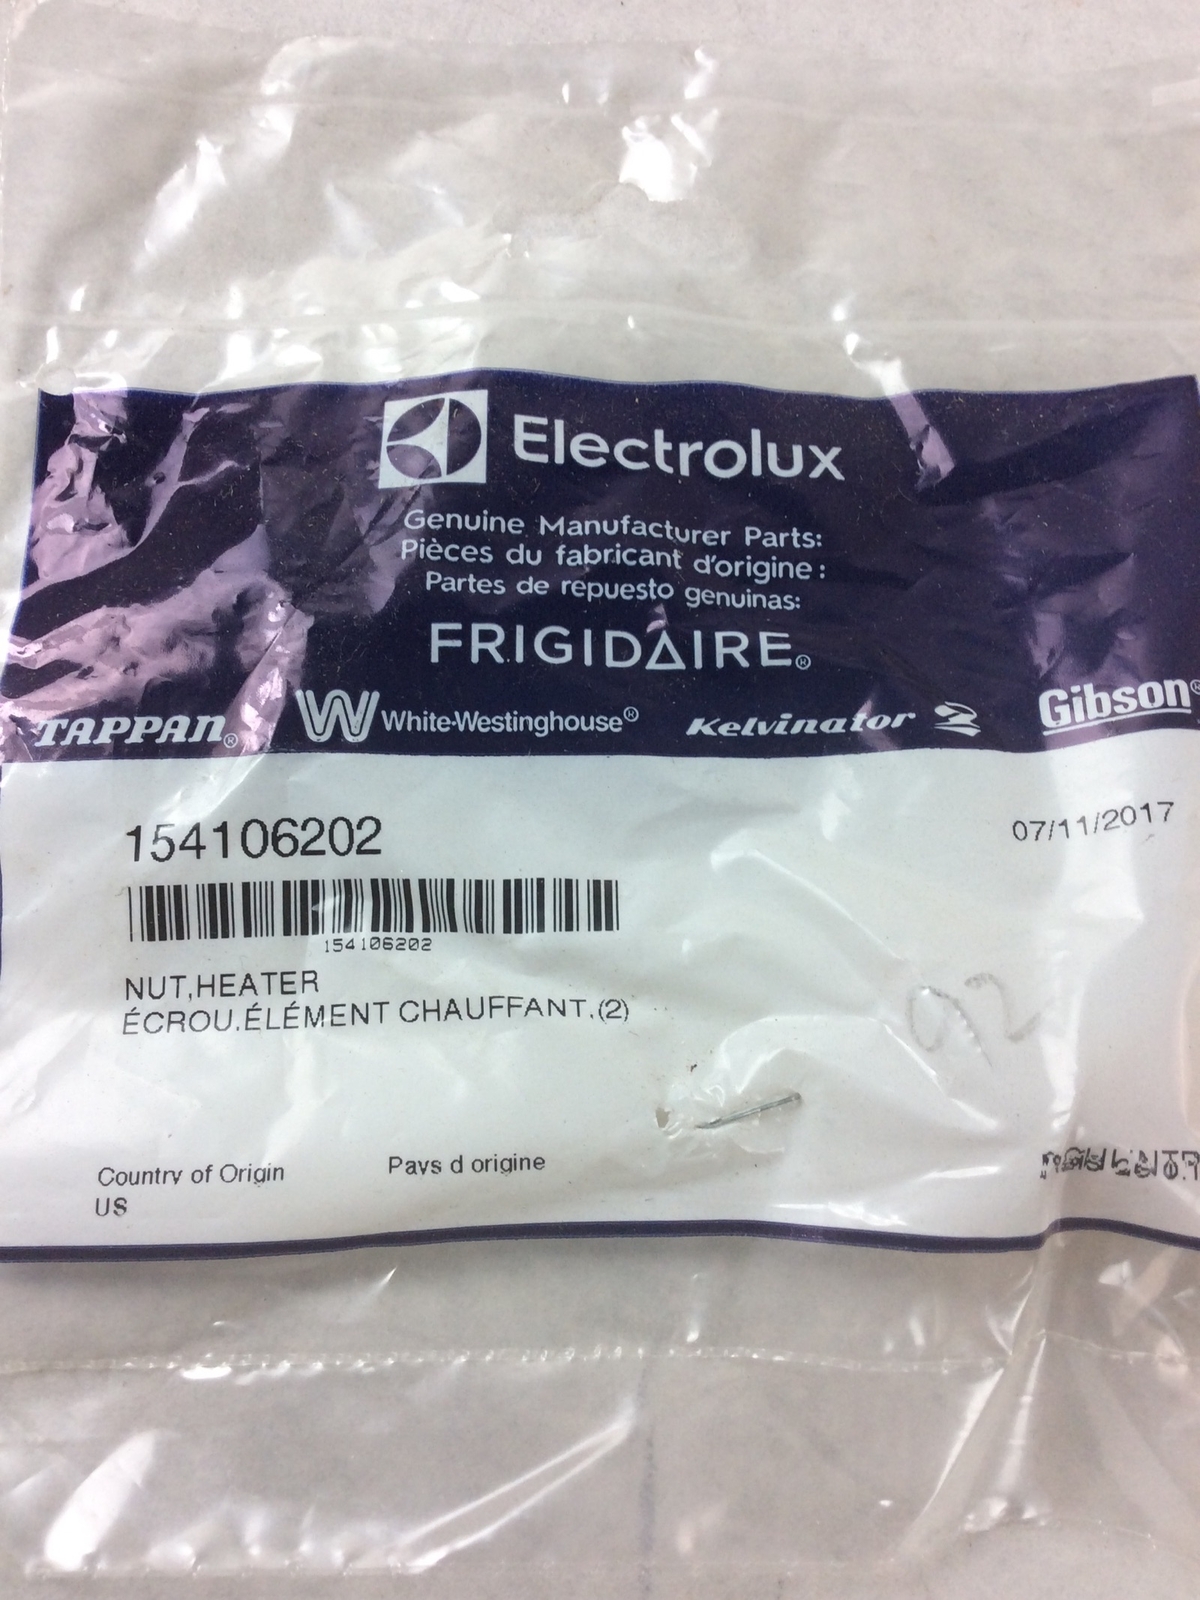 Electrolux
Genuine Manufacturer Parts:
Pièces du fabricant d'origine :
Partes de repuesto genuinas:
FRIGIDAIRE®
TAPPAN® White-Westinghouse® Kelvinator Gibson®
154106202
07/11/2017
154106202
NUT,HEATER
ÉCROU.ÉLÉMENT CHAUFFANT,(2)
Country of Origin
Pays d origine
US